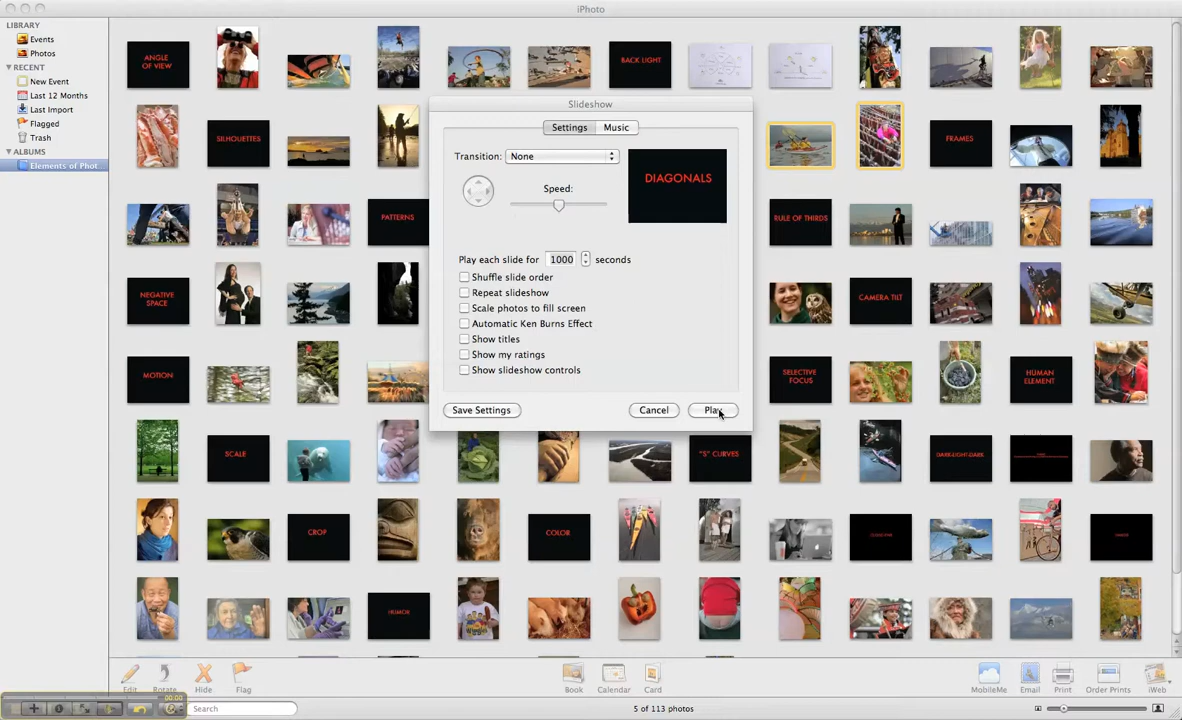 iPhoto
LIBRARY
Events
Photos
RECENT
New Event
Last 12 Months
Last Import
Flagged
Trash
ALBUMS
Elements of Phot
ANGLE
OF VIEW
BACK LIGHT
SILHOUETTES
FRAMES
PATTERNS
RULE OF THIRDS
NEGATIVE
SPACE
CAMERA TILT
MOTION
SELECTIVE
FOCUS
HUMAN
ELEMENT
SCALE
"S" CURVES
DARK-LIGHT-DARK
CROP
COLOR
HUMOR
Slideshow
Settings
Music
Transition:
None
DIAGONALS
Speed:
Play each slide for 1000 seconds
Shuffle slide order
Repeat slideshow
Scale photos to fill screen
Automatic Ken Burns Effect
Show titles
Show my ratings
Show slideshow controls
Save Settings
Cancel
Play
Edit
Rotate
Hide
Flag
Book
Calendar
Card
MobileMe
Email
Print
Order Prints
iWeb
00:00
Search
5 of 113 photos